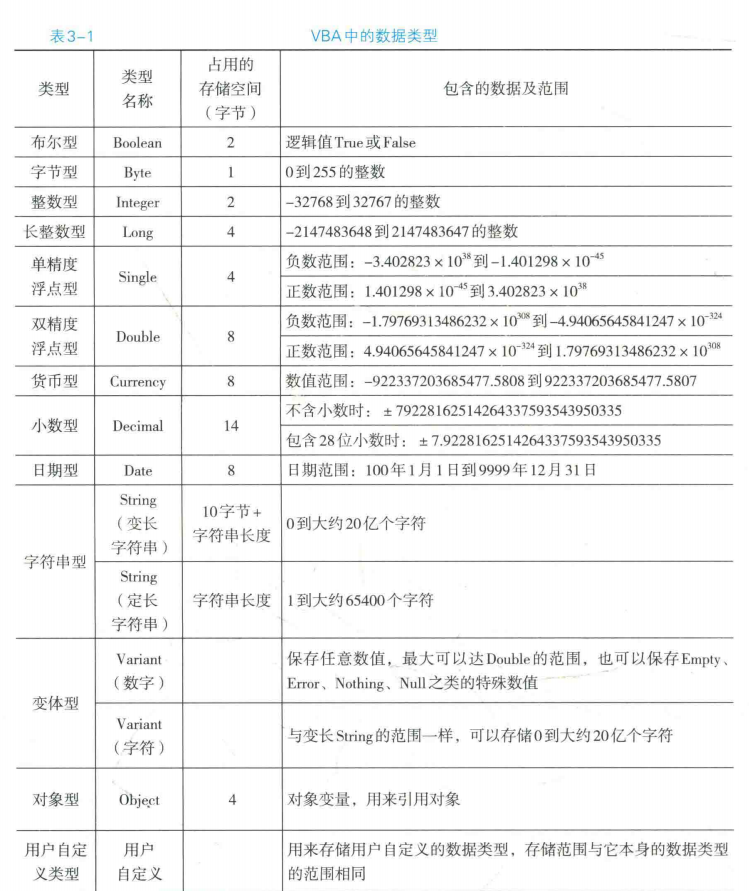 表3-1 VBA中的数据类型
类型 类型名称 占用的存储空间（字节） 包含的数据及范围
布尔型 Boolean 2 逻辑值True或False
字节型 Byte 1 0到255的整数
整数型 Integer 2 -32768到32767的整数
长整数型 Long 4 -2147483648到2147483647的整数
单精度浮点型 Single 4 负数范围：-3.402823×10³⁸到-1.401298×10⁻⁴⁵
正数范围：1.401298×10⁻⁴⁵到3.402823×10³⁸
双精度浮点型 Double 8 负数范围：-1.79769313486232×10³⁰⁸到-4.94065645841247×10⁻³²⁴
正数范围：4.94065645841247×10⁻³²⁴到1.79769313486232×10³⁰⁸
货币型 Currency 8 数值范围：-922337203685477.5808到922337203685477.5807
小数型 Decimal 14 不含小数时：±79228162514264337593543950335
包含28位小数时：±7.9228162514264337593543950335
日期型 Date 8 日期范围：100年1月1日到9999年12月31日
字符串型 String（变长字符串） 10字节+字符串长度 0到大约20亿个字符
String（定长字符串） 字符串长度 1到大约65400个字符
变体型 Variant（数字） 保存任意数值，最大可以达Double的范围，也可以保存Empty、
Error、Nothing、Null之类的特殊数值
Variant（字符） 与变长String的范围一样，可以存储0到大约20亿个字符
对象型 Object 4 对象变量，用来引用对象
用户自定义类型 用户自定义 用来存储用户自定义的数据类型，存储范围与它本身的数据类型
的范围相同